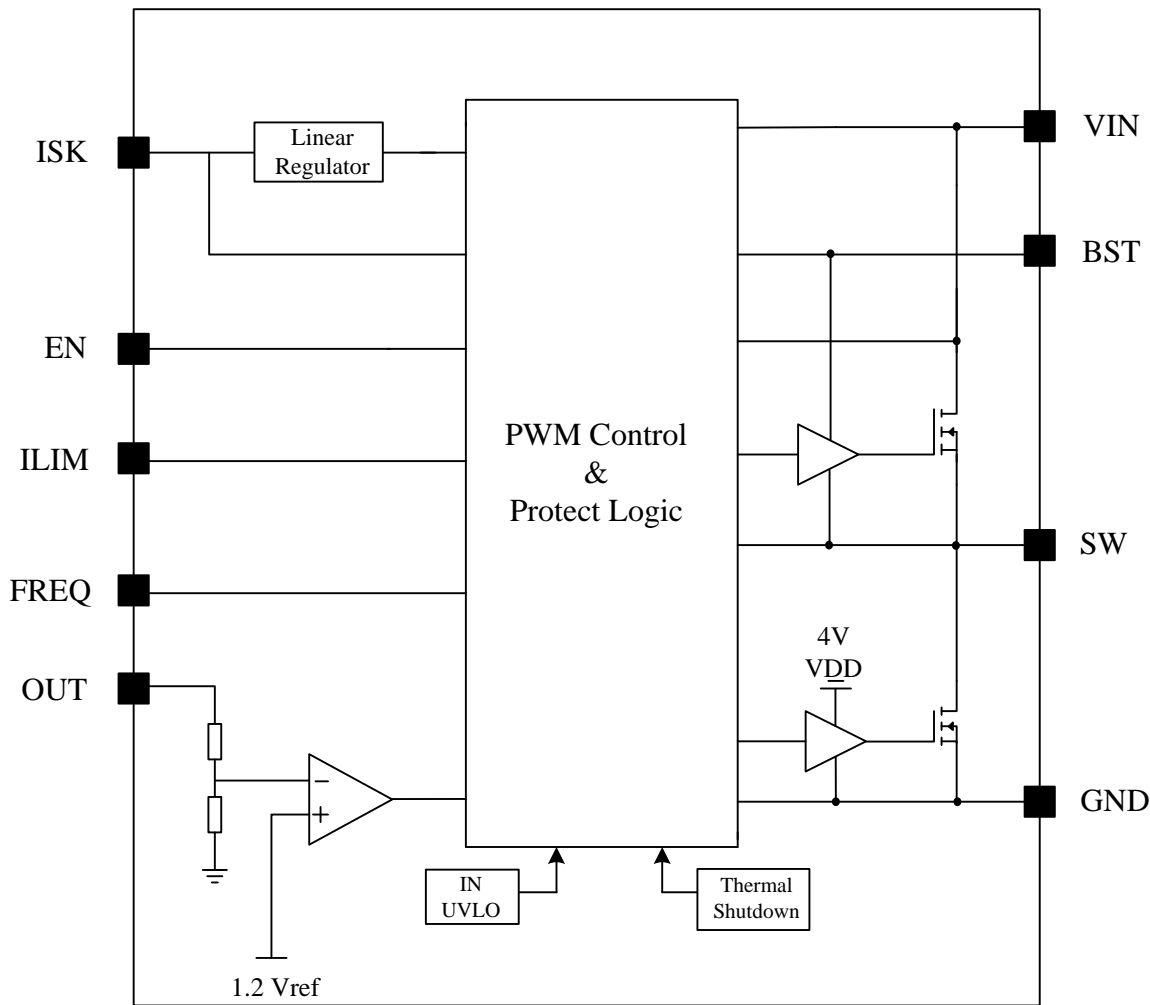 ISK
Linear
Regulator
VIN
BST
EN
ILIM
PWM Control
&
Protect Logic
SW
FREQ
4V
VDD
OUT
−
+
GND
IN
UVLO
Thermal
Shutdown
1.2 Vref